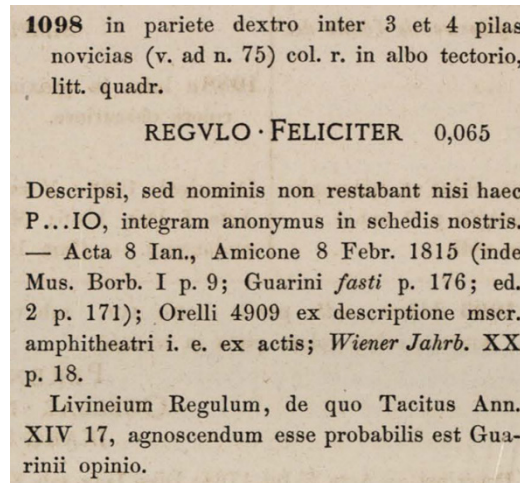 1098 in pariete dextro inter 3 et 4 pilas
novicias (v. ad n. 75) col. r. in albo tectorio,
litt. quadr.
REGVLO · FELICITER 0,065
Descripsi, sed nominis non restabant nisi haec
P...IO, integram anonymus in schedis nostris.
— Acta 8 Ian., Amicone 8 Febr. 1815 (inde
Mus. Borb. I p. 9; Guarini fasti p. 176; ed.
2 p. 171); Orelli 4909 ex descriptione mscr.
amphitheatri i. e. ex actis; Wiener Jahrb. XX
p. 18.
Livineium Regulum, de quo Tacitus Ann.
XIV 17, agnoscendum esse probabilis est Gua-
rinii opinio.